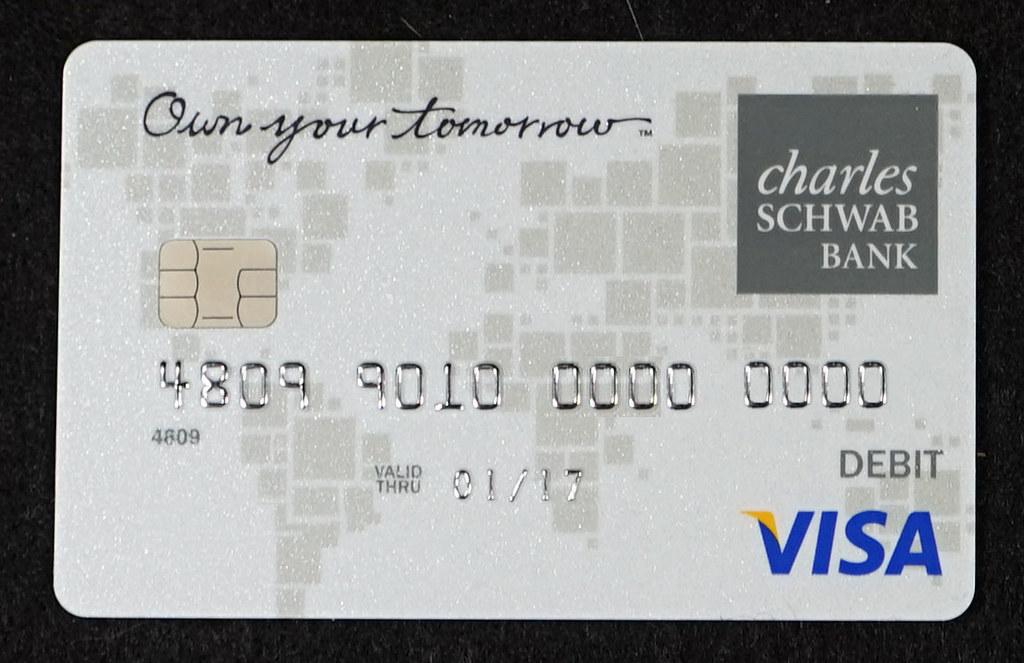 Own your tomorrow™
charles
SCHWAB
BANK
4809 9010 0000 0000
4809
VALID
THRU 01/17
DEBIT
VISA